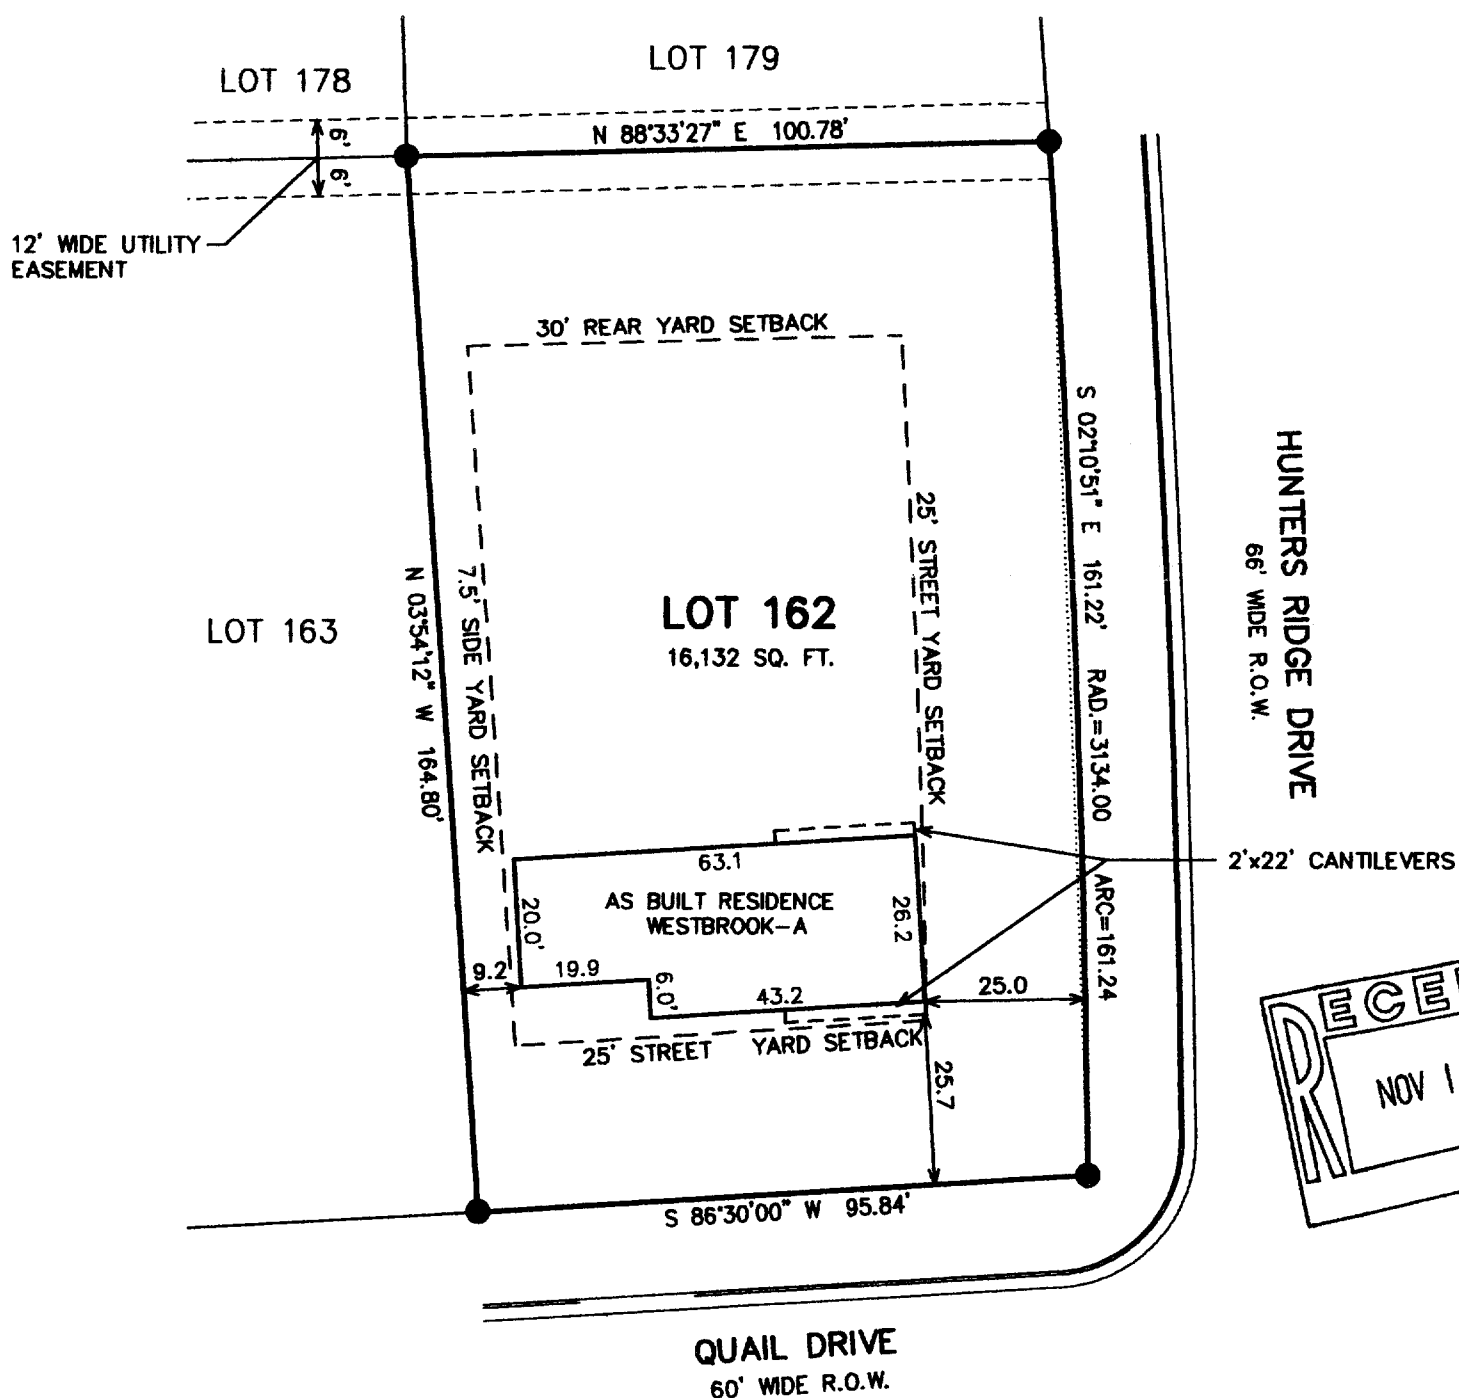 LOT 178
LOT 179
N 88°33'27" E 100.78'
6'
6'
12' WIDE UTILITY
EASEMENT
30' REAR YARD SETBACK
S 02°10'51" E 161.22' RAD.=3134.00 ARC=161.24
HUNTERS RIDGE DRIVE
66' WIDE R.O.W.
25' STREET YARD SETBACK
7.5' SIDE YARD SETBACK
N 03°54'12" W 164.80'
LOT 163
LOT 162
16,132 SQ. FT.
63.1
2'x22' CANTILEVERS
AS BUILT RESIDENCE
WESTBROOK-A
20.0'
26.2
9.2
19.9
6.0'
43.2
25.0
25' STREET YARD SETBACK
25.7
NOV 1
S 86°30'00" W 95.84'
QUAIL DRIVE
60' WIDE R.O.W.